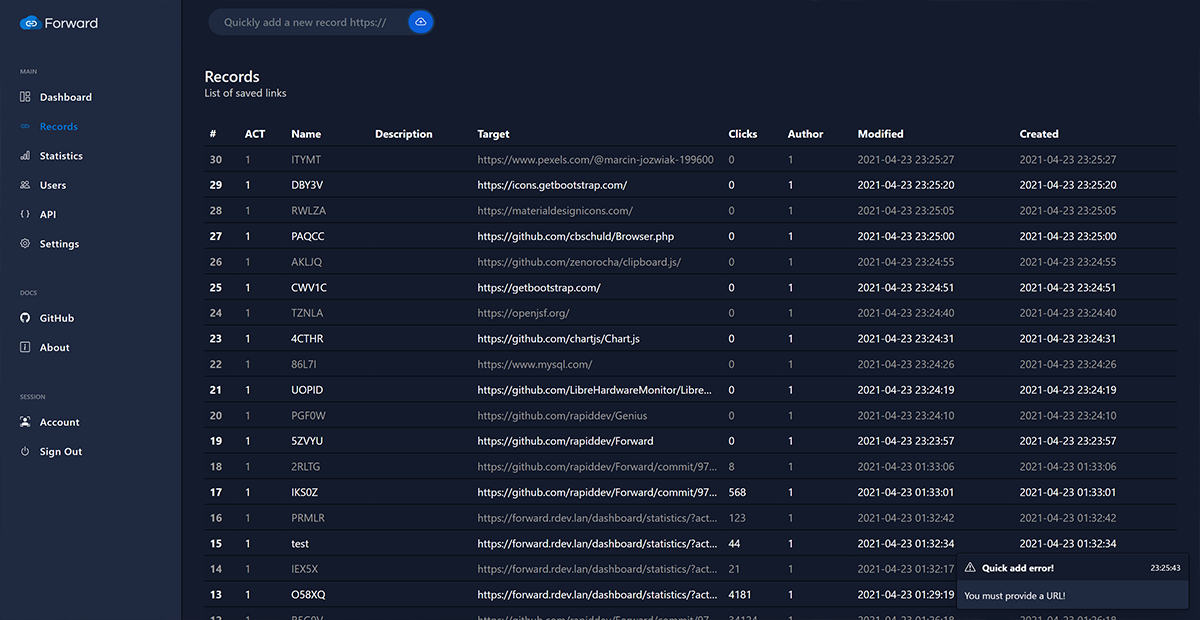 Forward
Quickly add a new record https://
MAIN
Dashboard
Records
Statistics
Users
API
Settings
DOCS
GitHub
About
SESSION
Account
Sign Out
Records
List of saved links
# ACT Name Description Target Clicks Author Modified Created
30 1 ITYMT https://www.pexels.com/@marcin-jozwiak-199600 0 1 2021-04-23 23:25:27 2021-04-23 23:25:27
29 1 DBY3V https://icons.getbootstrap.com/ 0 1 2021-04-23 23:25:20 2021-04-23 23:25:20
28 1 RWLZA https://materialdesignicons.com/ 0 1 2021-04-23 23:25:05 2021-04-23 23:25:05
27 1 PAQCC https://github.com/cbschuld/Browser.php 0 1 2021-04-23 23:25:00 2021-04-23 23:25:00
26 1 AKLJQ https://github.com/zenorocha/clipboard.js/ 0 1 2021-04-23 23:24:55 2021-04-23 23:24:55
25 1 CWV1C https://getbootstrap.com/ 0 1 2021-04-23 23:24:51 2021-04-23 23:24:51
24 1 TZNLA https://openjsf.org/ 0 1 2021-04-23 23:24:40 2021-04-23 23:24:40
23 1 4CTHR https://github.com/chartjs/Chart.js 0 1 2021-04-23 23:24:31 2021-04-23 23:24:31
22 1 86L7I https://www.mysql.com/ 0 1 2021-04-23 23:24:26 2021-04-23 23:24:26
21 1 UOPID https://github.com/LibreHardwareMonitor/Libre... 0 1 2021-04-23 23:24:19 2021-04-23 23:24:19
20 1 PGF0W https://github.com/rapiddev/Genius 0 1 2021-04-23 23:24:10 2021-04-23 23:24:10
19 1 5ZVYU https://github.com/rapiddev/Forward 0 1 2021-04-23 23:23:57 2021-04-23 23:23:57
18 1 2RLTG https://github.com/rapiddev/Forward/commit/97... 8 1 2021-04-23 01:33:06 2021-04-23 01:33:06
17 1 IKS0Z https://github.com/rapiddev/Forward/commit/97... 568 1 2021-04-23 01:33:01 2021-04-23 01:33:01
16 1 PRMLR https://forward.rdev.lan/dashboard/statistics/?act... 123 1 2021-04-23 01:32:42 2021-04-23 01:32:42
15 1 test https://forward.rdev.lan/dashboard/statistics/?act... 44 1 2021-04-23 01:32:34 2021-04-23 01:32:34
14 1 IEX5X https://forward.rdev.lan/dashboard/statistics/?act... 21 1 2021-04-23 01:32:17
13 1 O58XQ https://forward.rdev.lan/dashboard/statistics/?act... 4181 1 2021-04-23 01:29:19
Quick add error! 23:25:43
You must provide a URL!